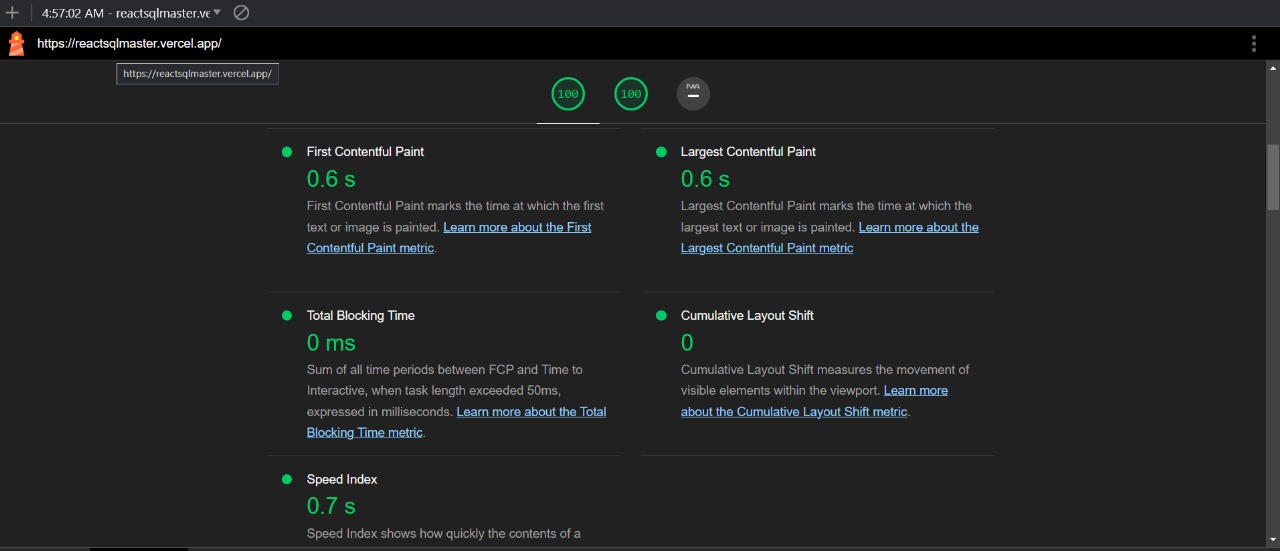 4:57:02 AM - reactsqlmaster.ve
https://reactsqlmaster.vercel.app/
https://reactsqlmaster.vercel.app/
100
100
PWA
First Contentful Paint
0.6 s
First Contentful Paint marks the time at which the first
text or image is painted. Learn more about the First
Contentful Paint metric.
Largest Contentful Paint
0.6 s
Largest Contentful Paint marks the time at which the
largest text or image is painted. Learn more about the
Largest Contentful Paint metric
Total Blocking Time
0 ms
Sum of all time periods between FCP and Time to
Interactive, when task length exceeded 50ms,
expressed in milliseconds. Learn more about the Total
Blocking Time metric.
Cumulative Layout Shift
0
Cumulative Layout Shift measures the movement of
visible elements within the viewport. Learn more
about the Cumulative Layout Shift metric.
Speed Index
0.7 s
Speed Index shows how quickly the contents of a